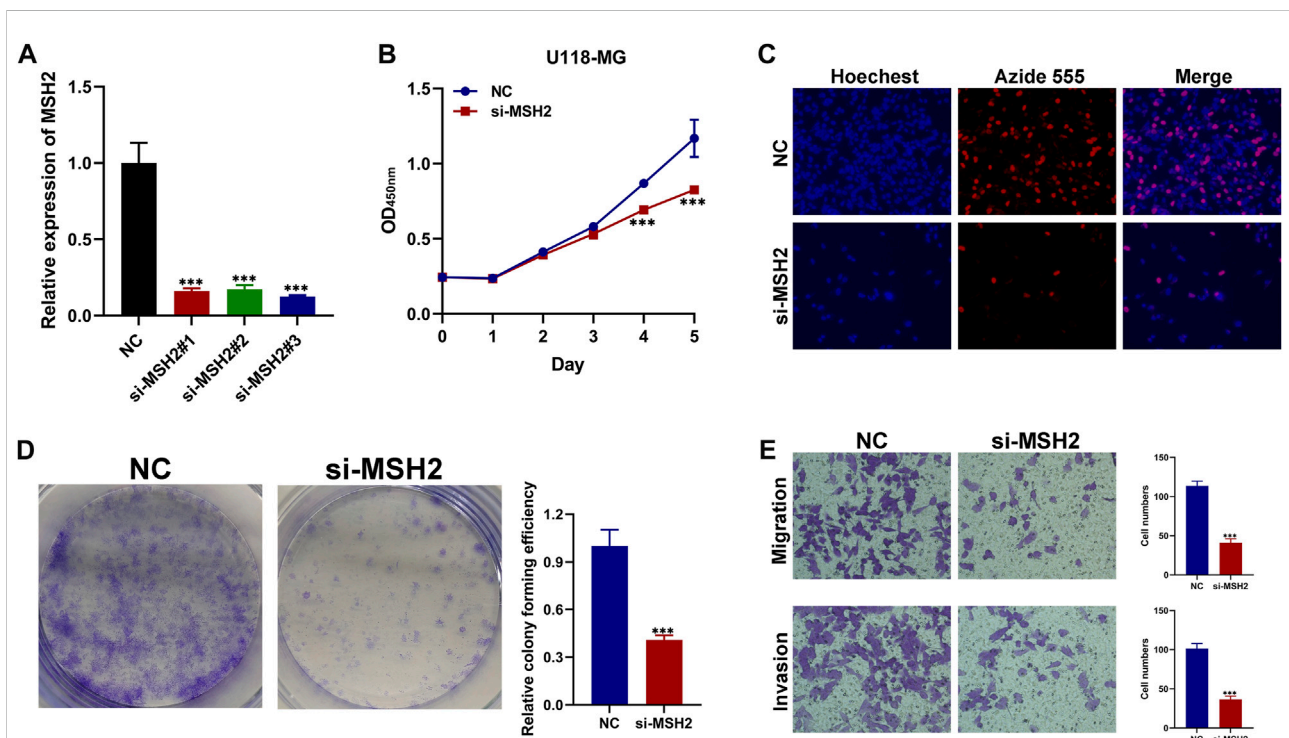 A
Relative expression of MSH2
1.5
1.0
0.5
0.0
***
***
***
NC
si-MSH2#1
si-MSH2#2
si-MSH2#3
B
U118-MG
NC
si-MSH2
OD450nm
1.5
1.0
0.5
0.0
***
***
0 1 2 3 4 5
Day
C
Hoechest Azide 555 Merge
NC
si-MSH2
D
NC si-MSH2
Relative colony forming efficiency
1.2
0.9
0.6
0.3
0.0
***
NC si-MSH2
E
NC si-MSH2
Migration
Cell numbers
150
100
50
0
***
NC si-MSH2
Invasion
Cell numbers
150
100
50
0
***
NC si-MSH2